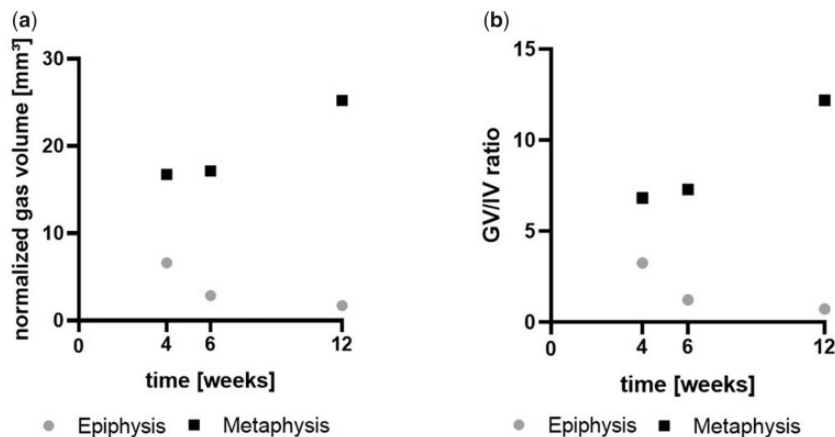 (a)
normalized gas volume [mm³]
30
20
10
0
0 4 6 12
time [weeks]
Epiphysis Metaphysis
(b)
GV/IV ratio
15
10
5
0
0 4 6 12
time [weeks]
Epiphysis Metaphysis